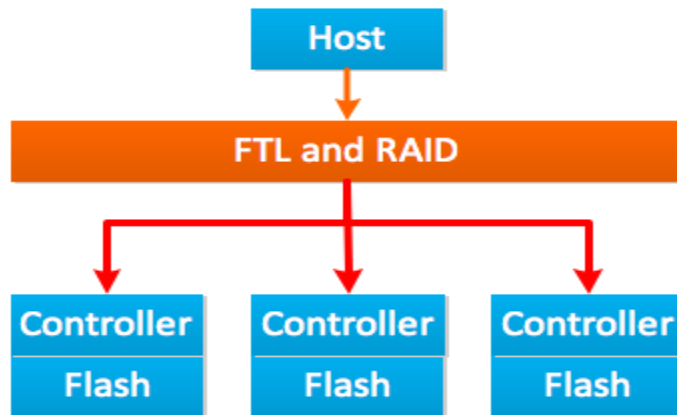 Host
FTL and RAID
Controller Controller Controller
Flash Flash Flash